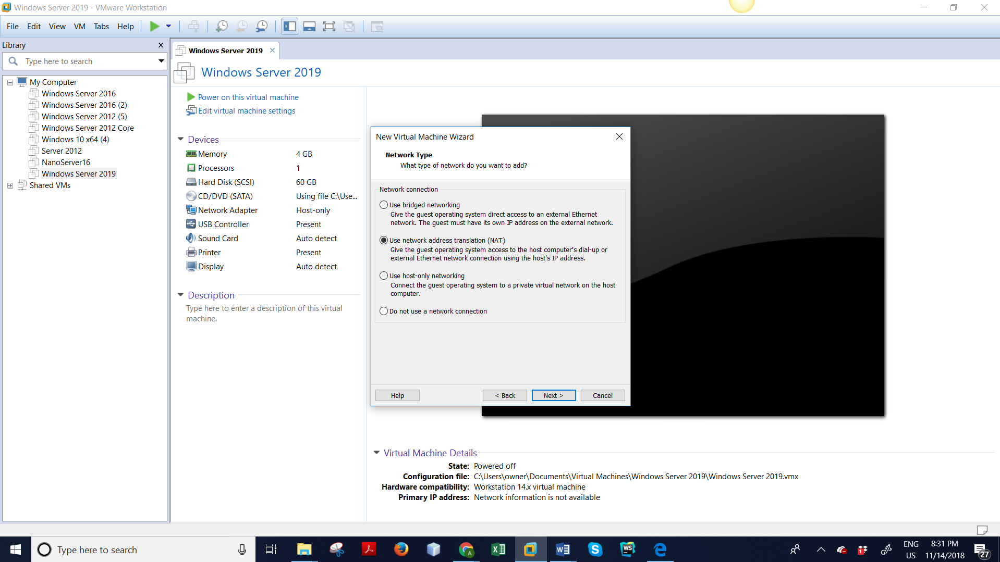 Windows Server 2019 - VMware Workstation
File Edit View VM Tabs Help
Library
Type here to search
My Computer
Windows Server 2016
Windows Server 2016 (2)
Windows Server 2012 (5)
Windows Server 2012 Core
Windows 10 x64 (4)
Server 2012
NanoServer16
Windows Server 2019
Shared VMs
Windows Server 2019
Windows Server 2019
Power on this virtual machine
Edit virtual machine settings
Devices
Memory 4 GB
Processors 1
Hard Disk (SCSI) 60 GB
CD/DVD (SATA) Using file C:\Use...
Network Adapter Host-only
USB Controller Present
Sound Card Auto detect
Printer Present
Display Auto detect
Description
Type here to enter a description of this virtual
machine.
New Virtual Machine Wizard
Network Type
What type of network do you want to add?
Network connection
Use bridged networking
Give the guest operating system direct access to an external Ethernet
network. The guest must have its own IP address on the external network.
Use network address translation (NAT)
Give the guest operating system access to the host computer's dial-up or
external Ethernet network connection using the host's IP address.
Use host-only networking
Connect the guest operating system to a private virtual network on the host
computer.
Do not use a network connection
Help < Back Next > Cancel
Virtual Machine Details
State: Powered off
Configuration file: C:\Users\owner\Documents\Virtual Machines\Windows Server 2019\Windows Server 2019.vmx
Hardware compatibility: Workstation 14.x virtual machine
Primary IP address: Network information is not available
Type here to search
A
WS
1
ENG
US
8:31 PM
11/14/2018
27